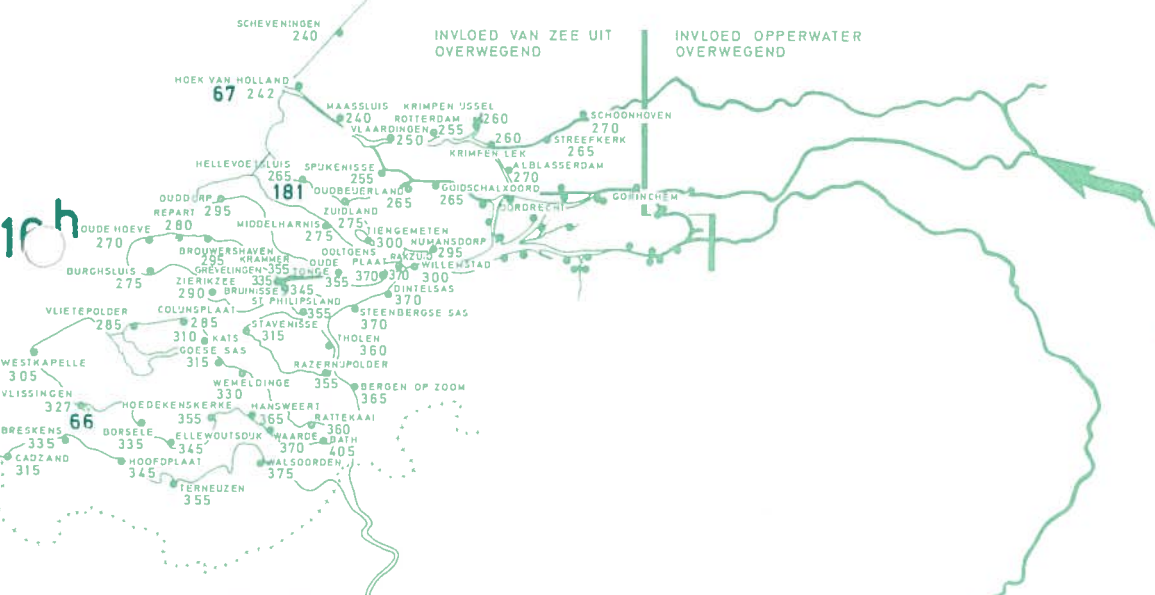 SCHEVENINGEN
240
INVLOED VAN ZEE UIT
OVERWEGEND
INVLOED OPPERWATER
OVERWEGEND
HOEK VAN HOLLAND
67 242
MAASSLUIS
240
KRIMPEN IJSSEL
260
ROTTERDAM
255
VLAARDINGEN
250
SCHOONHOVEN
270
260
KRIMPEN LEK
STREEFKERK
265
ALBLASSERDAM
270
HELLEVOETSLUIS
265
181
SPIJKENISSE
255
OUDBEIJERLAND
265
GOIDSCHALXOORD
265
GORINCHEM
DORDRECHT
OUDDORP 295
ZUIDLAND
275
REPART
280
OUDE HOEVE
270
16h
MIDDELHARNIS
275
TIENGEMETEN
300
NUMANSDORP
295
BROUWERSHAVEN
295
KRAMMER
355
OOLTGENS
PLAAT
370
RAKZUID
370
WILLEMSTAD
300
BURGHSLUIS
275
GREVELINGEN
335
OUDE
TONGE
355
ZIERIKZEE
290
BRUINISSE
345
DINTELSAS
370
ST PHILIPSLAND
355
STEENBERGSE SAS
370
VLIETEPOLDER
285
COLIJNSPLAAT
285
STAVENISSE
315
310 KATS
THOLEN
360
GOESE SAS
315
WESTKAPELLE
305
RAZERNIJPOLDER
355
WEMELDINGE
330
BERGEN OP ZOOM
365
VLISSINGEN
327
66
HOEDEKENSKERKE
355
HANSWEERT
365
RATTEKAAI
360
BRESKENS
335
BORSELE
335
ELLEWOUTSDIJK
345
WAARDE
370
BATH
405
CADZAND
315
HOOFDPLAAT
345
WALSOORDEN
375
TERNEUZEN
355